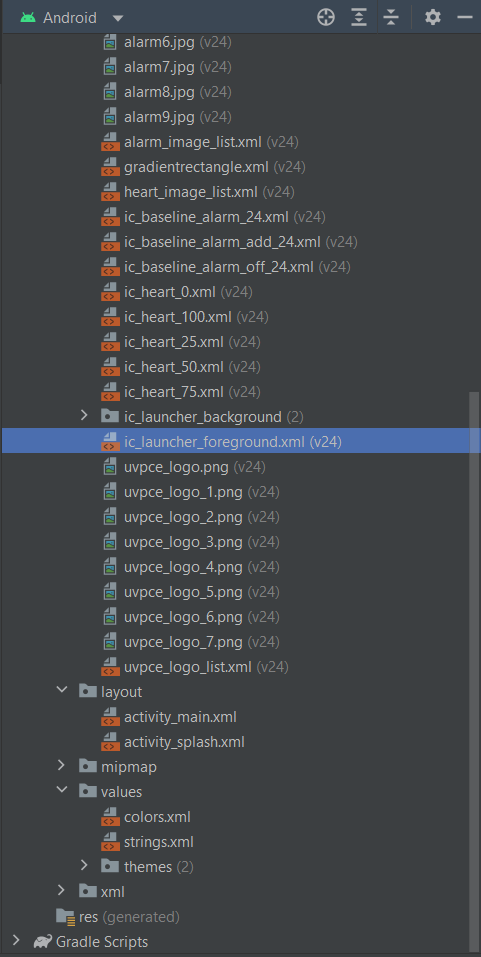 Android
alarm6.jpg (v24)
alarm7.jpg (v24)
alarm8.jpg (v24)
alarm9.jpg (v24)
alarm_image_list.xml (v24)
gradientrectangle.xml (v24)
heart_image_list.xml (v24)
ic_baseline_alarm_24.xml (v24)
ic_baseline_alarm_add_24.xml (v24)
ic_baseline_alarm_off_24.xml (v24)
ic_heart_0.xml (v24)
ic_heart_100.xml (v24)
ic_heart_25.xml (v24)
ic_heart_50.xml (v24)
ic_heart_75.xml (v24)
ic_launcher_background (2)
ic_launcher_foreground.xml (v24)
uvpce_logo.png (v24)
uvpce_logo_1.png (v24)
uvpce_logo_2.png (v24)
uvpce_logo_3.png (v24)
uvpce_logo_4.png (v24)
uvpce_logo_5.png (v24)
uvpce_logo_6.png (v24)
uvpce_logo_7.png (v24)
uvpce_logo_list.xml (v24)
layout
activity_main.xml
activity_splash.xml
mipmap
values
colors.xml
strings.xml
themes (2)
xml
res (generated)
Gradle Scripts